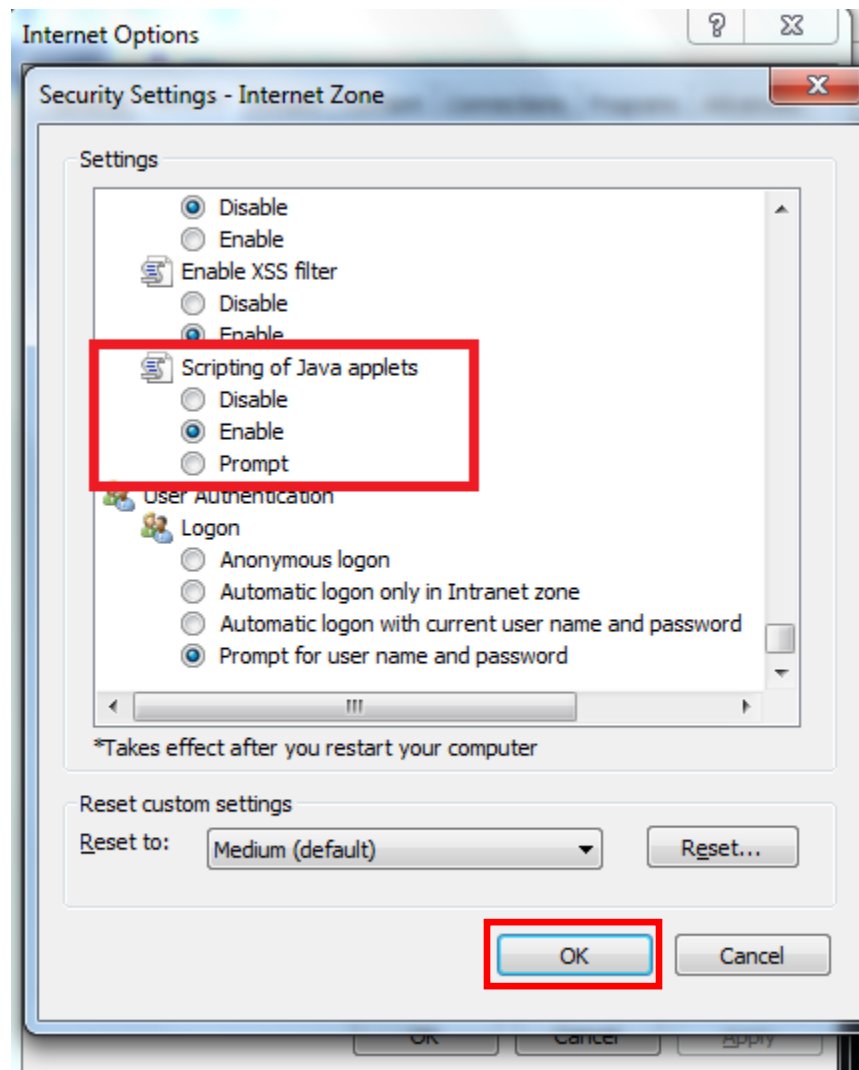 Internet Options
Security Settings - Internet Zone
Settings
Disable
Enable
Enable XSS filter
Disable
Enable
Scripting of Java applets
Disable
Enable
Prompt
User Authentication
Logon
Anonymous logon
Automatic logon only in Intranet zone
Automatic logon with current user name and password
Prompt for user name and password
*Takes effect after you restart your computer
Reset custom settings
Reset to: Medium (default) Reset...
OK Cancel
OK Cancel Apply